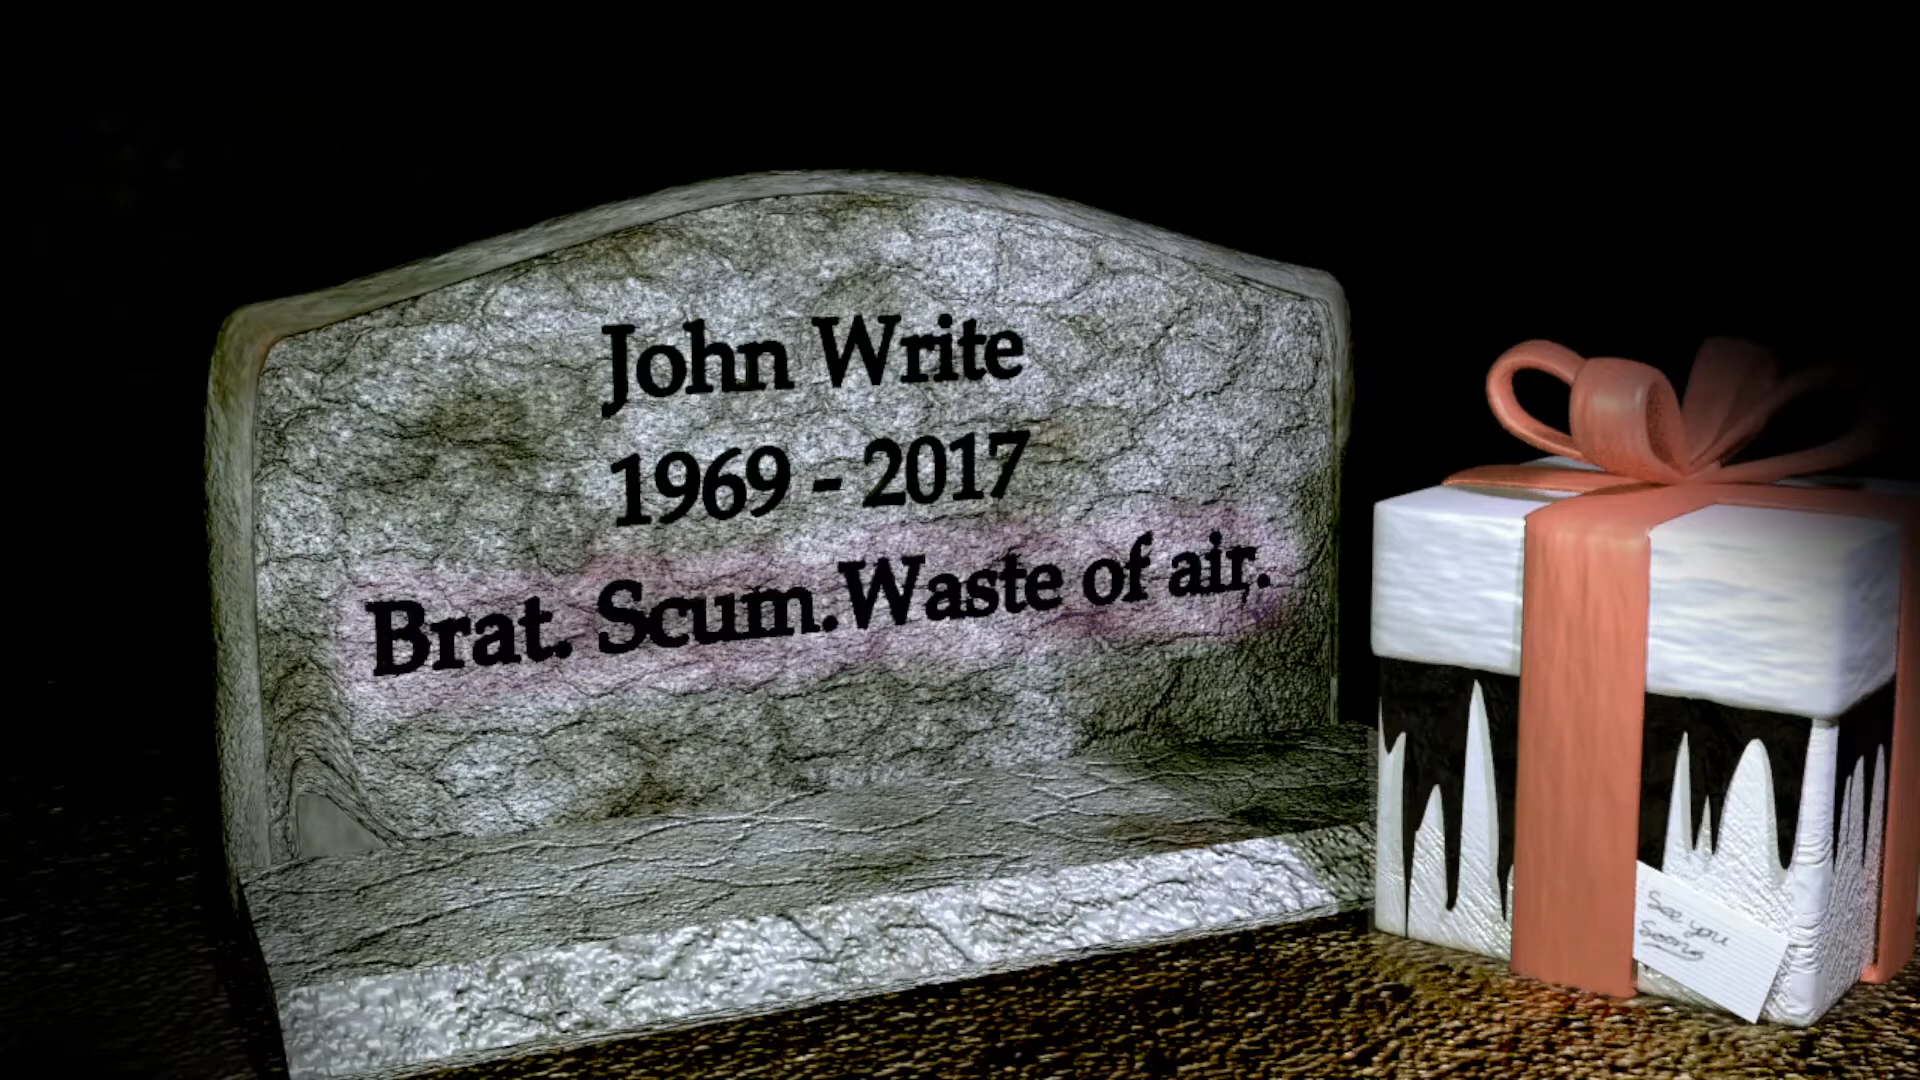 John Write
1969 - 2017
Brat. Scum.Waste of air.
See you
Soon